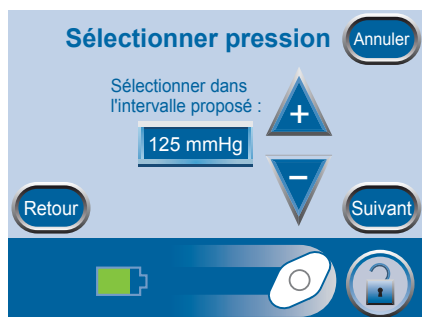 Sélectionner pression
Annuler
Sélectionner dans
l'intervalle proposé :
+
125 mmHg
−
Retour
Suivant